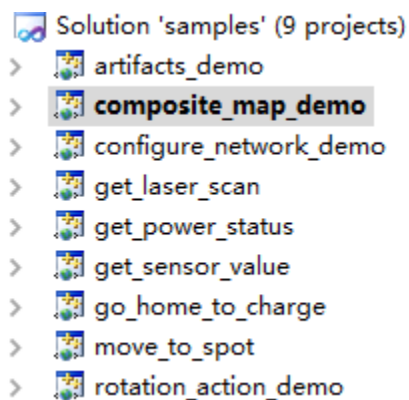 Solution 'samples' (9 projects)
artifacts_demo
composite_map_demo
configure_network_demo
get_laser_scan
get_power_status
get_sensor_value
go_home_to_charge
move_to_spot
rotation_action_demo